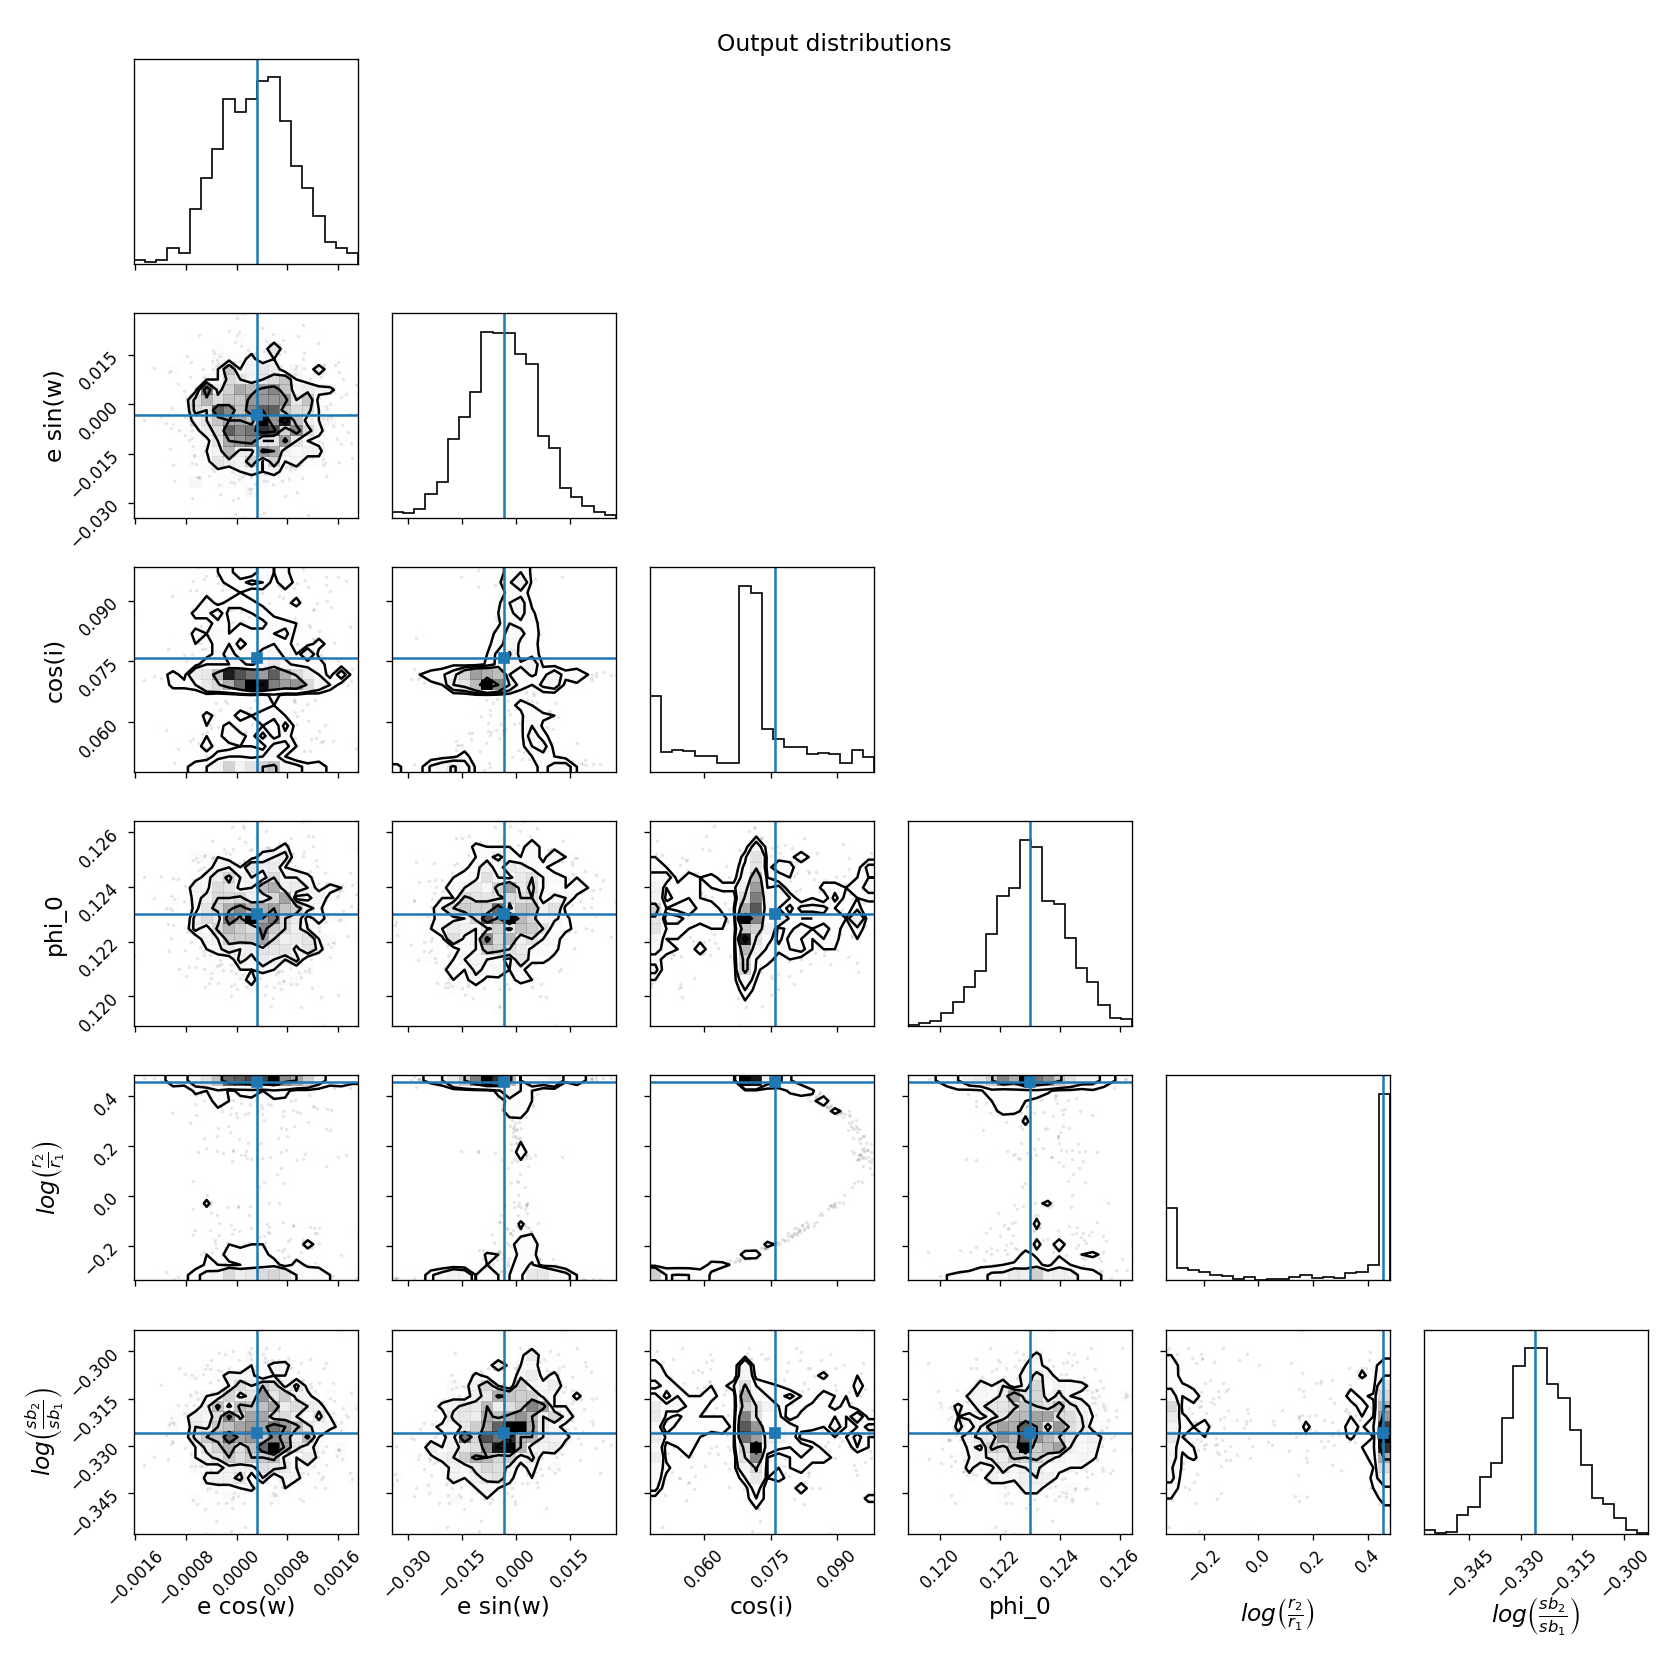 Output distributions
e sin(w)
0.015
0.000
−0.015
−0.030
cos(i)
0.090
0.075
0.060
phi_0
0.126
0.124
0.122
0.120
log(r₂/r₁)
0.4
0.2
0.0
−0.2
log(sb₂/sb₁)
−0.300
−0.315
−0.330
−0.345
−0.0016 −0.0008 0.0000 0.0008 0.0016
−0.030 −0.015 0.000 0.015
0.060 0.075 0.090
0.120 0.122 0.124 0.126
−0.2 0.0 0.2 0.4
−0.345 −0.330 −0.315 −0.300
e cos(w)
e sin(w)
cos(i)
phi_0
log(r₂/r₁)
log(sb₂/sb₁)